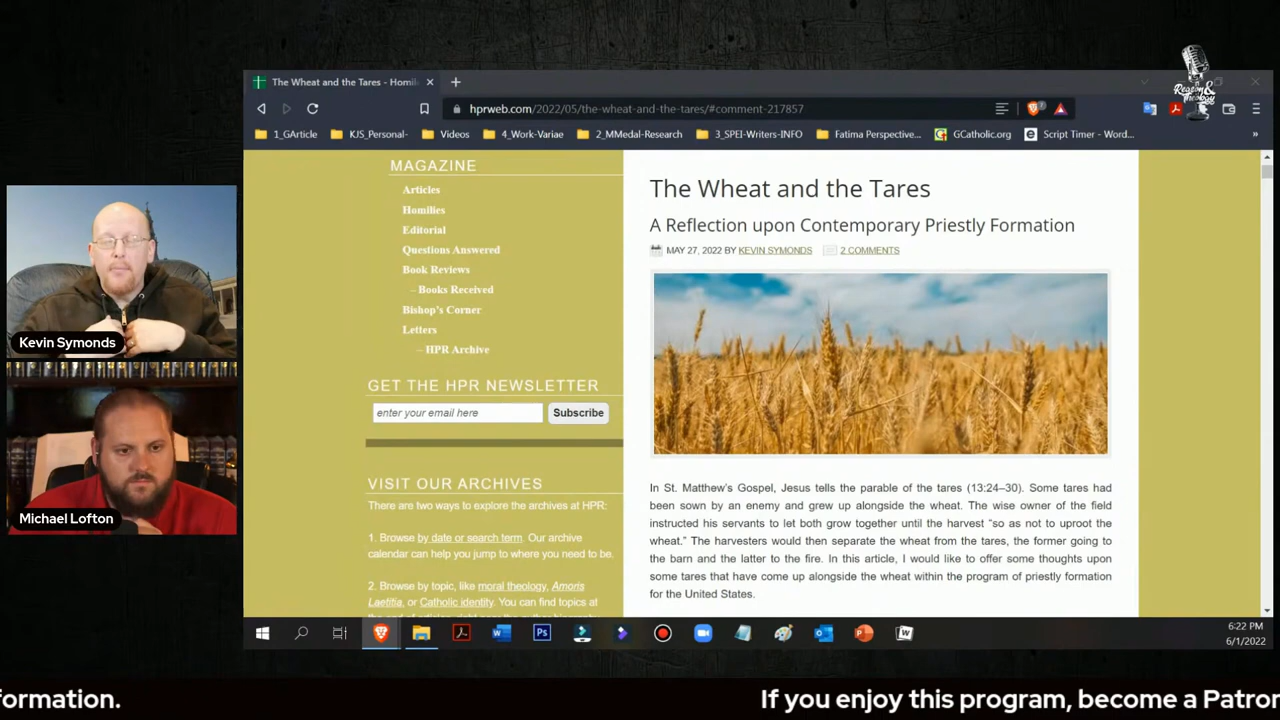 Reason &
Theology
The Wheat and the Tares - Homil
hprweb.com/2022/05/the-wheat-and-the-tares/#comment-217857
1_GArticle
KJS_Personal-
Videos
4_Work-Variae
2_MMedal-Research
3_SPEI-Writers-INFO
Fatima Perspective...
GCatholic.org
Script Timer - Word...
»
MAGAZINE
Articles
Homilies
Editorial
Questions Answered
Book Reviews
– Books Received
Bishop's Corner
Letters
– HPR Archive
GET THE HPR NEWSLETTER
enter your email here
Subscribe
VISIT OUR ARCHIVES
There are two ways to explore the archives at HPR:
1. Browse by date or search term. Our archive
calendar can help you jump to where you need to be.
2. Browse by topic, like moral theology, Amoris
Laetitia, or Catholic identity. You can find topics at
The Wheat and the Tares
A Reflection upon Contemporary Priestly Formation
MAY 27, 2022 BY KEVIN SYMONDS 2 COMMENTS
In St. Matthew's Gospel, Jesus tells the parable of the tares (13:24–30). Some tares had
been sown by an enemy and grew up alongside the wheat. The wise owner of the field
instructed his servants to let both grow together until the harvest “so as not to uproot the
wheat.” The harvesters would then separate the wheat from the tares, the former going to
the barn and the latter to the fire. In this article, I would like to offer some thoughts upon
some tares that have come up alongside the wheat within the program of priestly formation
for the United States.
Kevin Symonds
Michael Lofton
6:22 PM
6/1/2022
formation.
If you enjoy this program, become a Patron